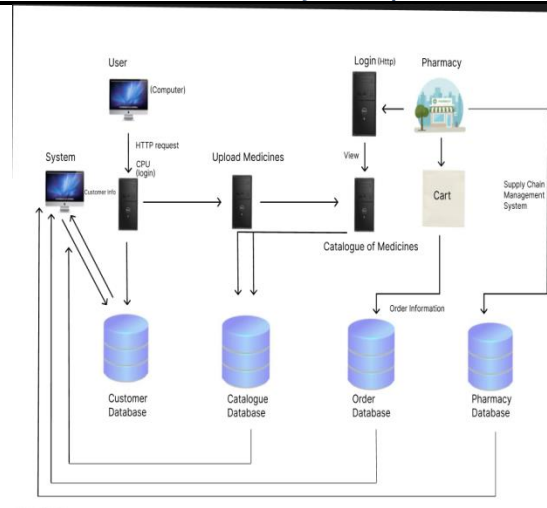 User
(Computer)
Login (Http)
Pharmacy
HTTP request
System
CPU
(login)
Customer Info
Upload Medicines
View
Cart
Supply Chain
Management
System
Catalogue of Medicines
Order Information
Customer
Database
Catalogue
Database
Order
Database
Pharmacy
Database